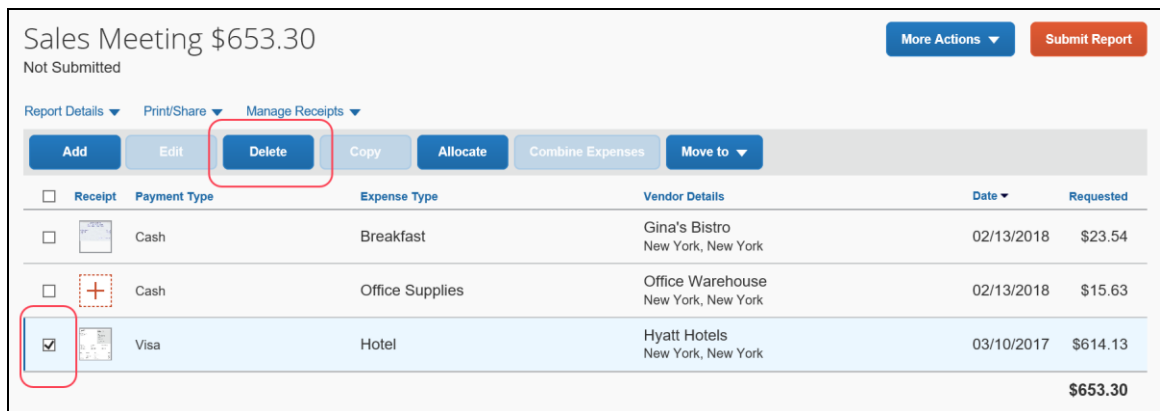 Sales Meeting $653.30
Not Submitted
More Actions
Submit Report
Report Details Print/Share Manage Receipts
Add Edit Delete Copy Allocate Combine Expenses Move to
Receipt Payment Type Expense Type Vendor Details Date Requested
Cash Breakfast Gina's Bistro 02/13/2018 $23.54
New York, New York
Cash Office Supplies Office Warehouse 02/13/2018 $15.63
New York, New York
Visa Hotel Hyatt Hotels 03/10/2017 $614.13
New York, New York
$653.30